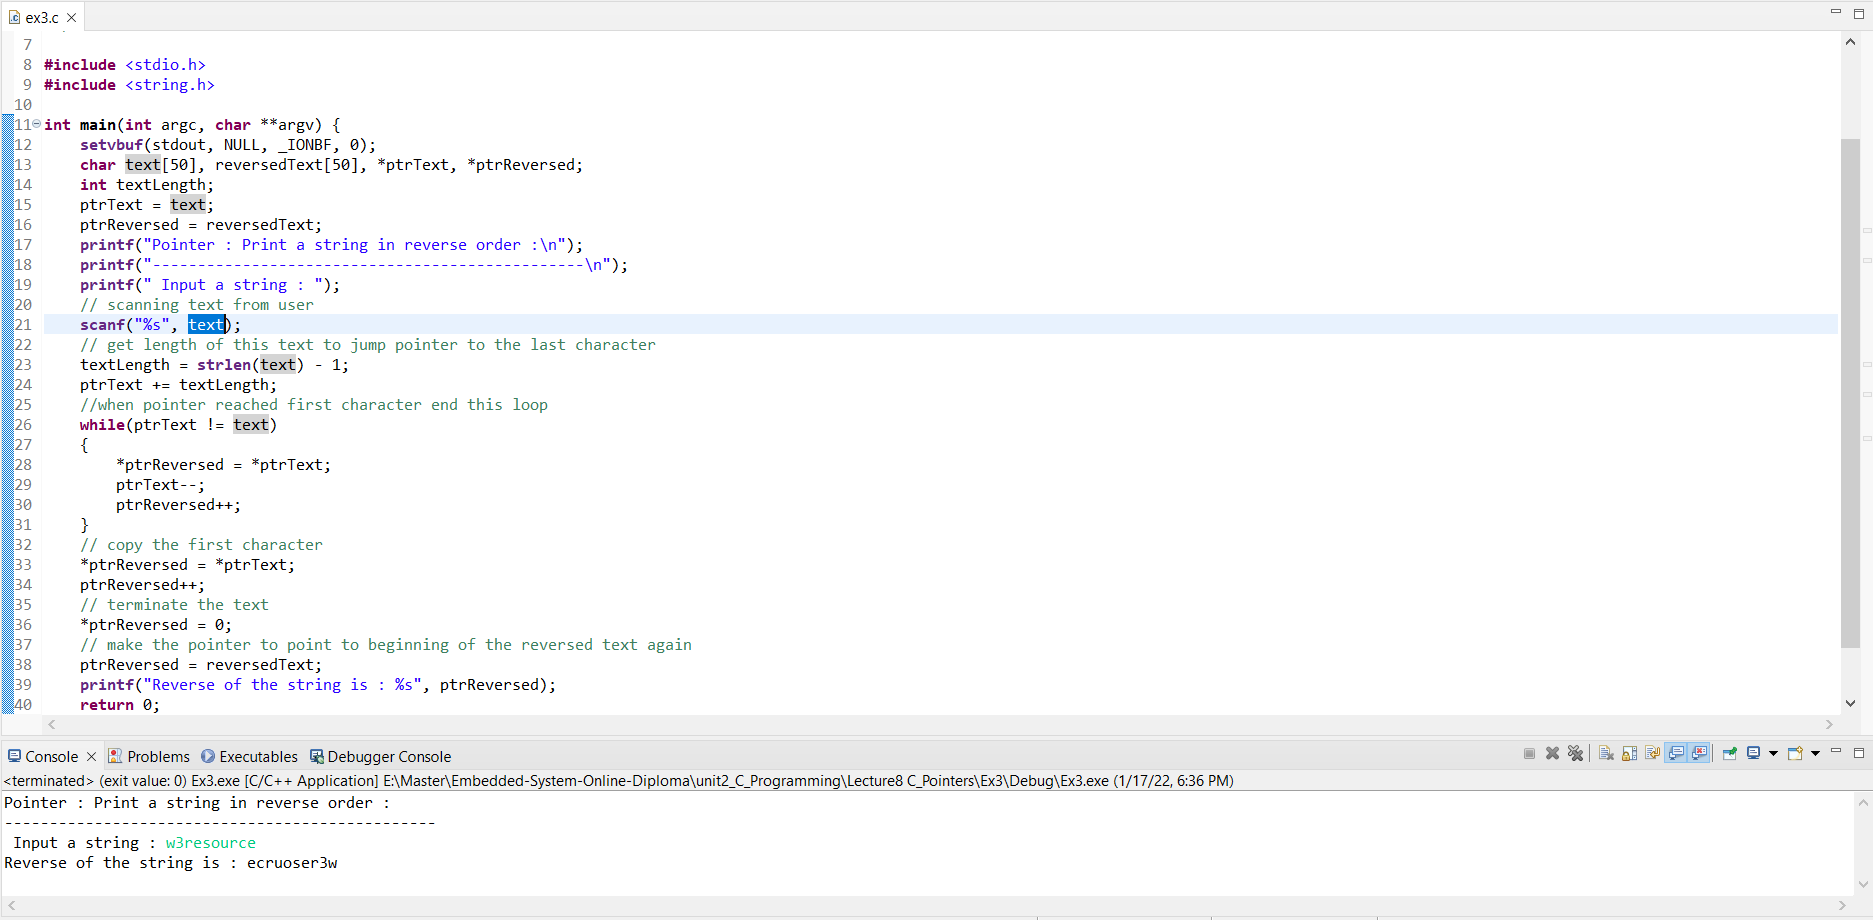 ex3.c
7
8 #include <stdio.h>
9 #include <string.h>
10
11 int main(int argc, char **argv) {
12     setvbuf(stdout, NULL, _IONBF, 0);
13     char text[50], reversedText[50], *ptrText, *ptrReversed;
14     int textLength;
15     ptrText = text;
16     ptrReversed = reversedText;
17     printf("Pointer : Print a string in reverse order :\n");
18     printf("------------------------------------------------\n");
19     printf(" Input a string : ");
20     // scanning text from user
21     scanf("%s", text);
22     // get length of this text to jump pointer to the last character
23     textLength = strlen(text) - 1;
24     ptrText += textLength;
25     //when pointer reached first character end this loop
26     while(ptrText != text)
27     {
28         *ptrReversed = *ptrText;
29         ptrText--;
30         ptrReversed++;
31     }
32     // copy the first character
33     *ptrReversed = *ptrText;
34     ptrReversed++;
35     // terminate the text
36     *ptrReversed = 0;
37     // make the pointer to point to beginning of the reversed text again
38     ptrReversed = reversedText;
39     printf("Reverse of the string is : %s", ptrReversed);
40     return 0;
Console Problems Executables Debugger Console
<terminated> (exit value: 0) Ex3.exe [C/C++ Application] E:\Master\Embedded-System-Online-Diploma\unit2_C_Programming\Lecture8 C_Pointers\Ex3\Debug\Ex3.exe (1/17/22, 6:36 PM)
Pointer : Print a string in reverse order :
------------------------------------------------
 Input a string : w3resource
Reverse of the string is : ecruoser3w